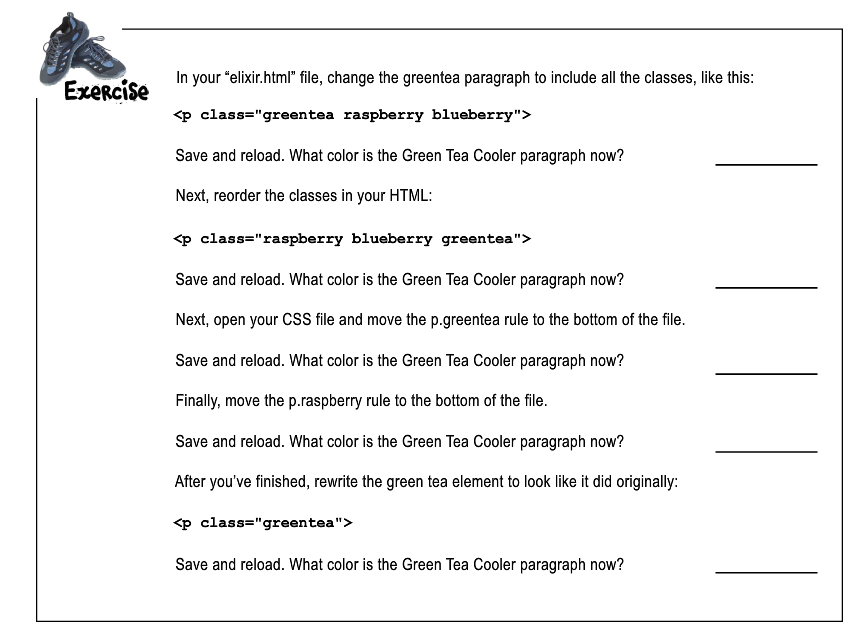 Exercise
In your “elixir.html” file, change the greentea paragraph to include all the classes, like this:
<p class="greentea raspberry blueberry">
Save and reload. What color is the Green Tea Cooler paragraph now?
Next, reorder the classes in your HTML:
<p class="raspberry blueberry greentea">
Save and reload. What color is the Green Tea Cooler paragraph now?
Next, open your CSS file and move the p.greentea rule to the bottom of the file.
Save and reload. What color is the Green Tea Cooler paragraph now?
Finally, move the p.raspberry rule to the bottom of the file.
Save and reload. What color is the Green Tea Cooler paragraph now?
After you’ve finished, rewrite the green tea element to look like it did originally:
<p class="greentea">
Save and reload. What color is the Green Tea Cooler paragraph now?